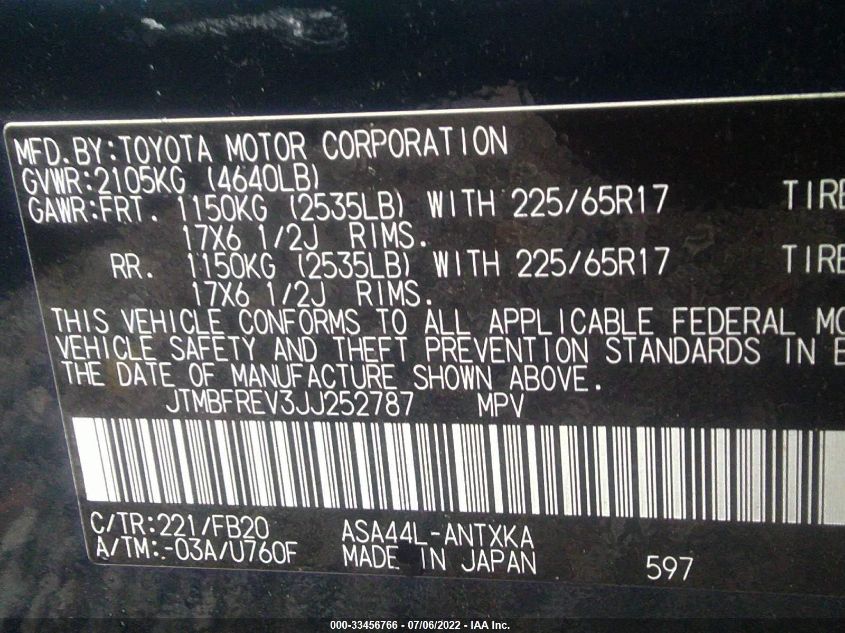 MFD.BY:TOYOTA MOTOR CORPORATION
GVWR:2105KG (4640LB)
GAWR:FRT. 1150KG (2535LB) WITH 225/65R17 TIRE
17X6 1/2J RIMS.
RR. 1150KG (2535LB) WITH 225/65R17 TIRE
17X6 1/2J RIMS.
THIS VEHICLE CONFORMS TO ALL APPLICABLE FEDERAL MO
VEHICLE SAFETY AND THEFT PREVENTION STANDARDS IN E
THE DATE OF MANUFACTURE SHOWN ABOVE.
JTMBFREV3JJ252787 MPV
C/TR:221/FB20 ASA44L-ANTXKA
A/TM:-03A/U760F MADE IN JAPAN 597
000-33456766 - 07/06/2022 - IAA Inc.